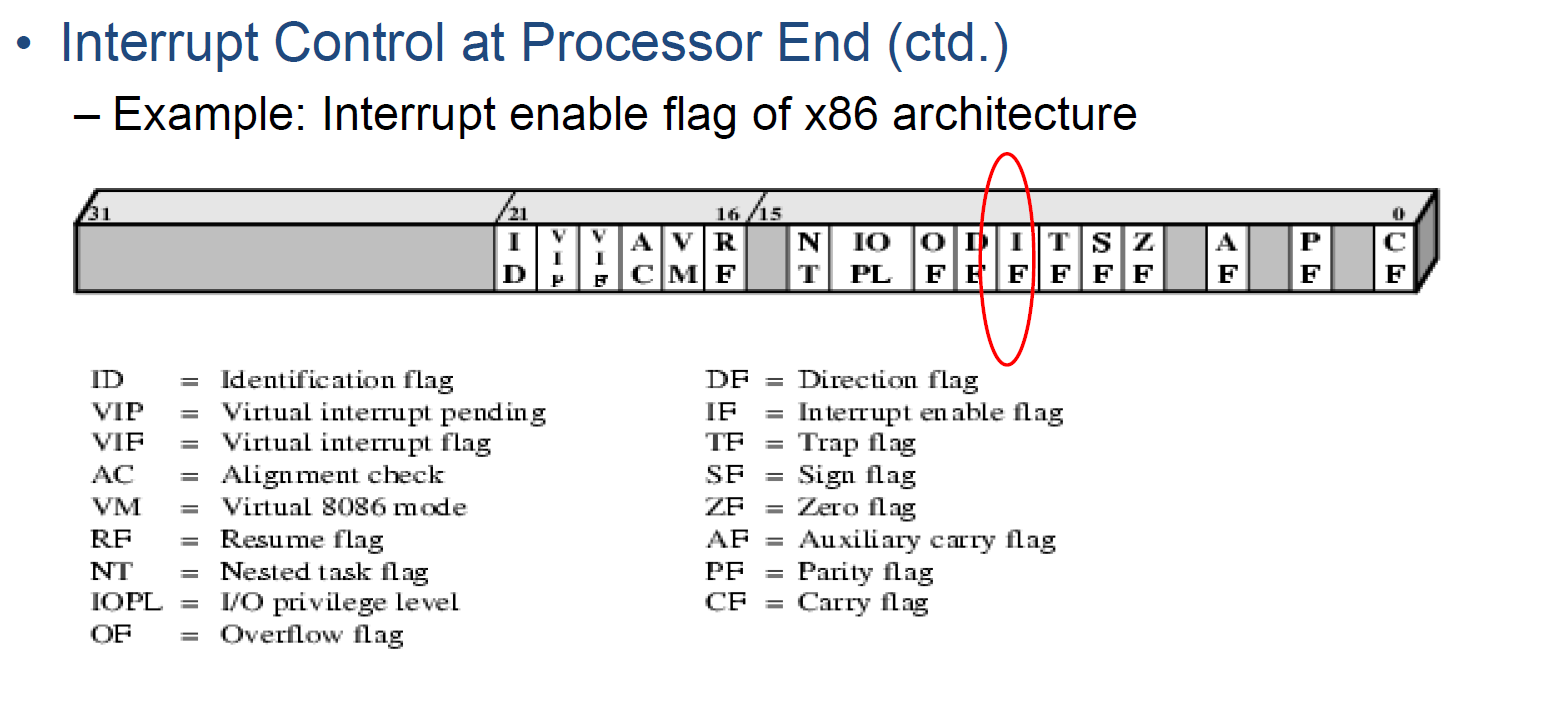 • Interrupt Control at Processor End (ctd.)
– Example: Interrupt enable flag of x86 architecture
31 21 16 15 0
ID VIP VIF AC VM RF NT IOPL OF DF IF TF SF ZF AF PF CF
ID = Identification flag
VIP = Virtual interrupt pending
VIF = Virtual interrupt flag
AC = Alignment check
VM = Virtual 8086 mode
RF = Resume flag
NT = Nested task flag
IOPL = I/O privilege level
OF = Overflow flag
DF = Direction flag
IF = Interrupt enable flag
TF = Trap flag
SF = Sign flag
ZF = Zero flag
AF = Auxiliary carry flag
PF = Parity flag
CF = Carry flag